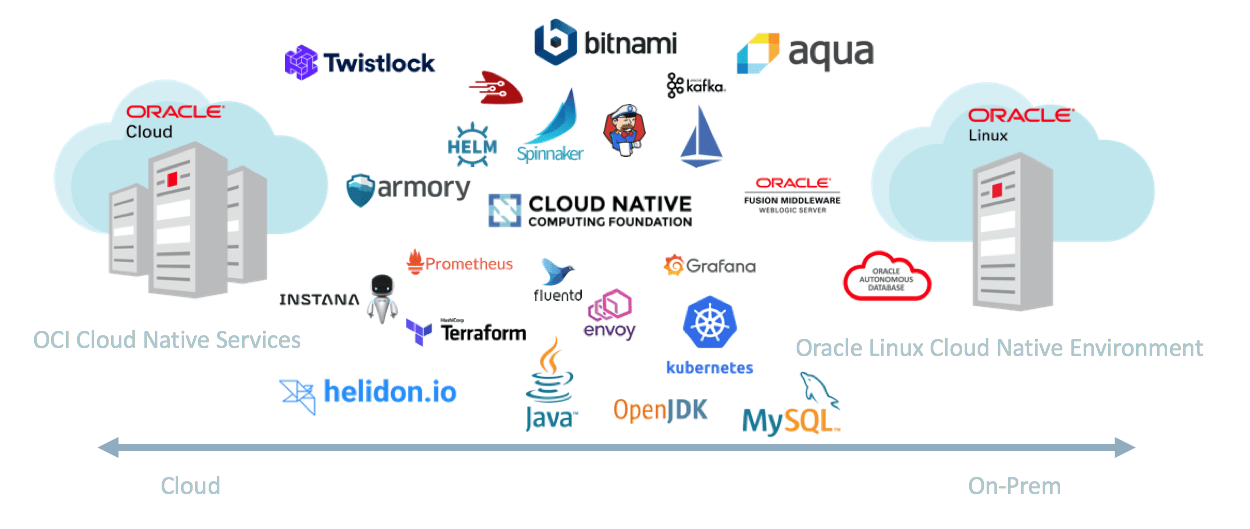 bitnami
Twistlock
aqua
kafka
ORACLE
Cloud
ORACLE
Linux
HELM
Spinnaker
armory
CLOUD NATIVE
COMPUTING FOUNDATION
ORACLE
FUSION MIDDLEWARE
WEBLOGIC SERVER
Prometheus
Grafana
fluentd
ORACLE
AUTONOMOUS
DATABASE
INSTANA
envoy
HashiCorp
Terraform
OCI Cloud Native Services
Oracle Linux Cloud Native Environment
kubernetes
helidon.io
Java™
OpenJDK
MySQL™
Cloud
On-Prem